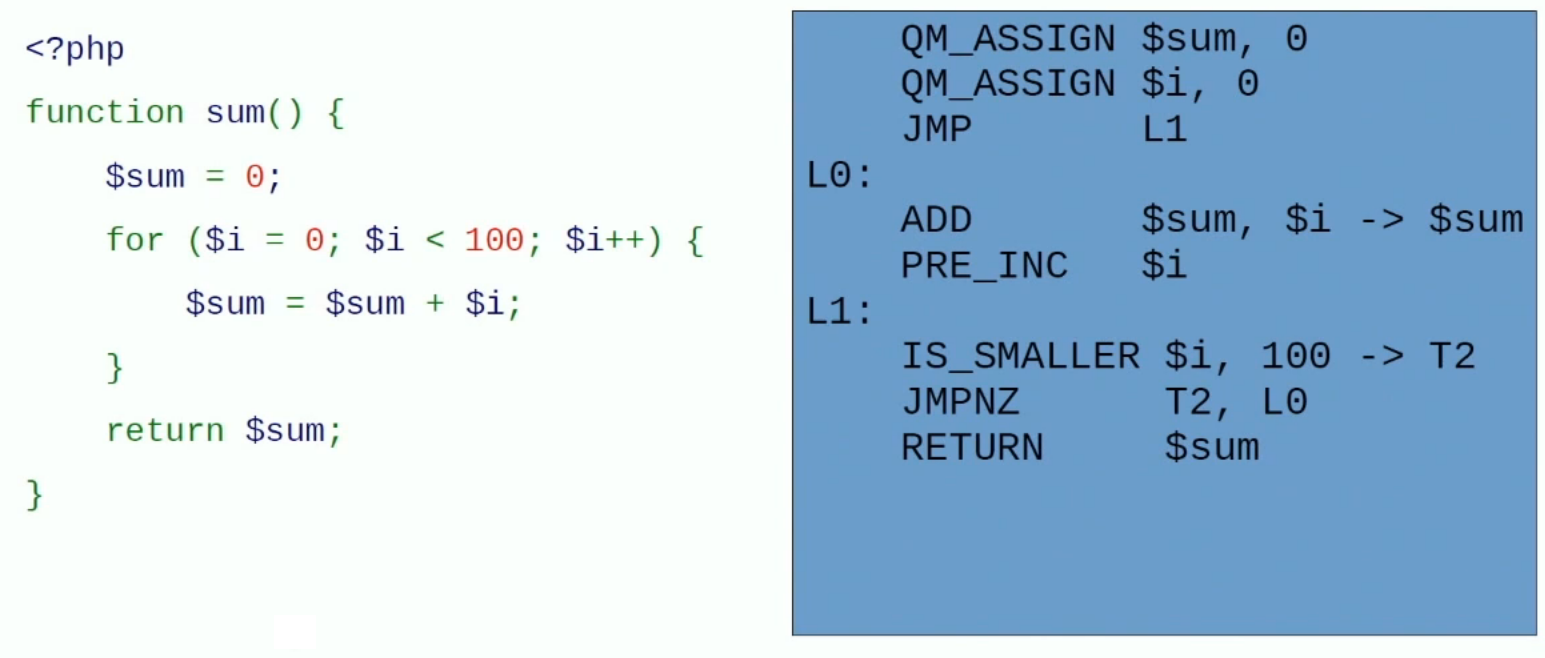 <?php
function sum() {
    $sum = 0;
    for ($i = 0; $i < 100; $i++) {
        $sum = $sum + $i;
    }
    return $sum;
}
    QM_ASSIGN $sum, 0
    QM_ASSIGN $i, 0
    JMP       L1
L0:
    ADD       $sum, $i -> $sum
    PRE_INC   $i
L1:
    IS_SMALLER $i, 100 -> T2
    JMPNZ      T2, L0
    RETURN     $sum